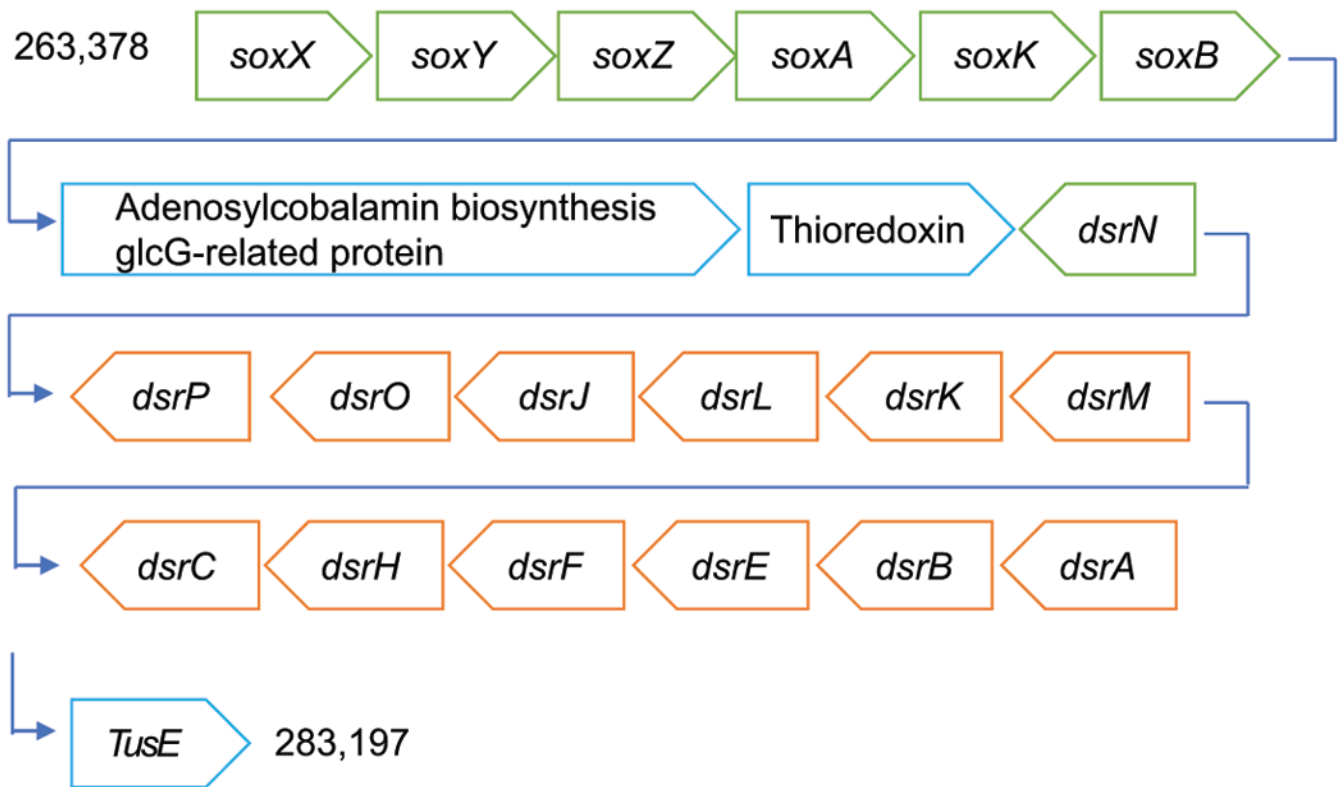 263,378 soxX soxY soxZ soxA soxK soxB
Adenosylcobalamin biosynthesis
glcG-related protein
Thioredoxin dsrN
dsrP dsrO dsrJ dsrL dsrK dsrM
dsrC dsrH dsrF dsrE dsrB dsrA
TusE 283,197